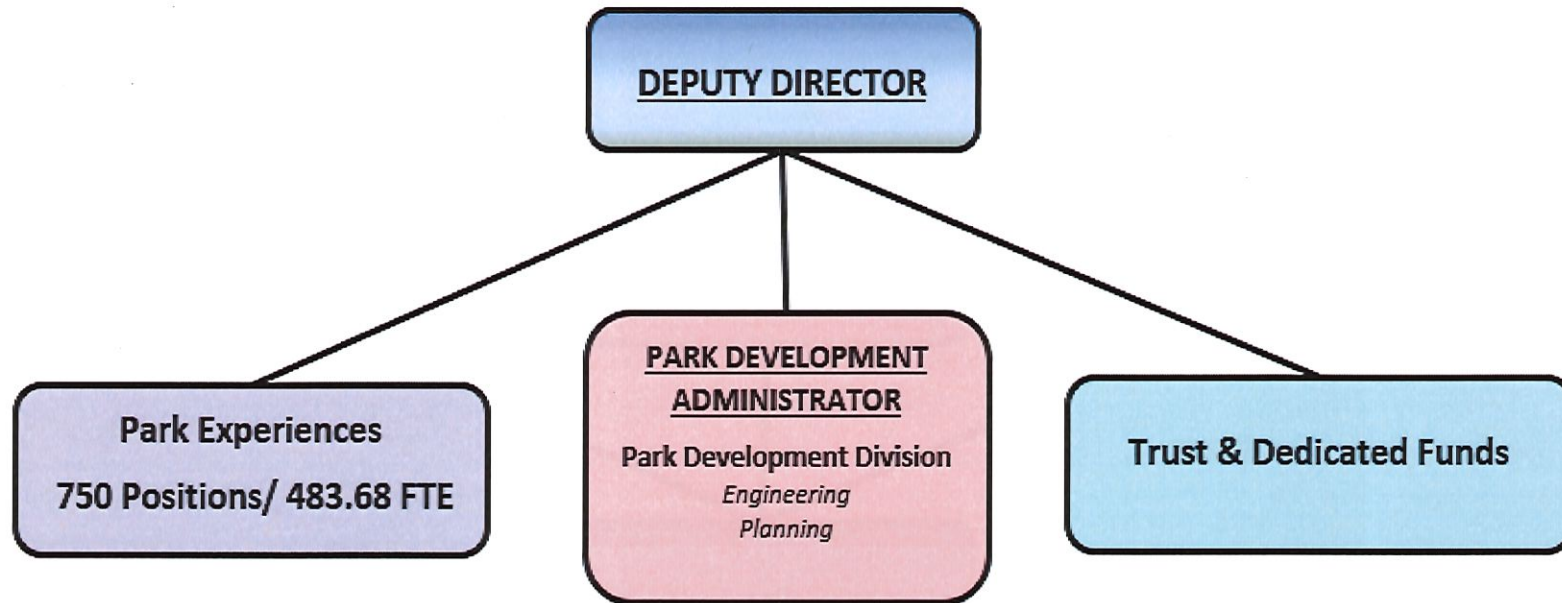 DEPUTY DIRECTOR
Park Experiences
750 Positions/ 483.68 FTE
PARK DEVELOPMENT
ADMINISTRATOR
Park Development Division
Engineering
Planning
Trust & Dedicated Funds